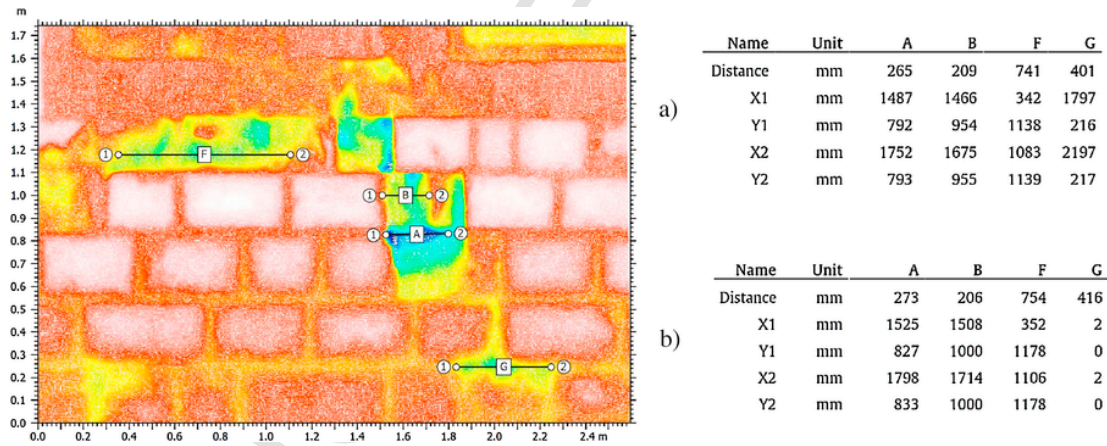 m
1.7
1.6
1.5
1.4
1.3
1.2
1.1
1.0
0.9
0.8
0.7
0.6
0.5
0.4
0.3
0.2
0.1
0.0
0.0 0.2 0.4 0.6 0.8 1.0 1.2 1.4 1.6 1.8 2.0 2.2 2.4 m
1 F 2
1 B 2
1 A 2
1 G 2
a)
Name Unit A B F G
Distance mm 265 209 741 401
X1 mm 1487 1466 342 1797
Y1 mm 792 954 1138 216
X2 mm 1752 1675 1083 2197
Y2 mm 793 955 1139 217
b)
Name Unit A B F G
Distance mm 273 206 754 416
X1 mm 1525 1508 352 2
Y1 mm 827 1000 1178 0
X2 mm 1798 1714 1106 2
Y2 mm 833 1000 1178 0